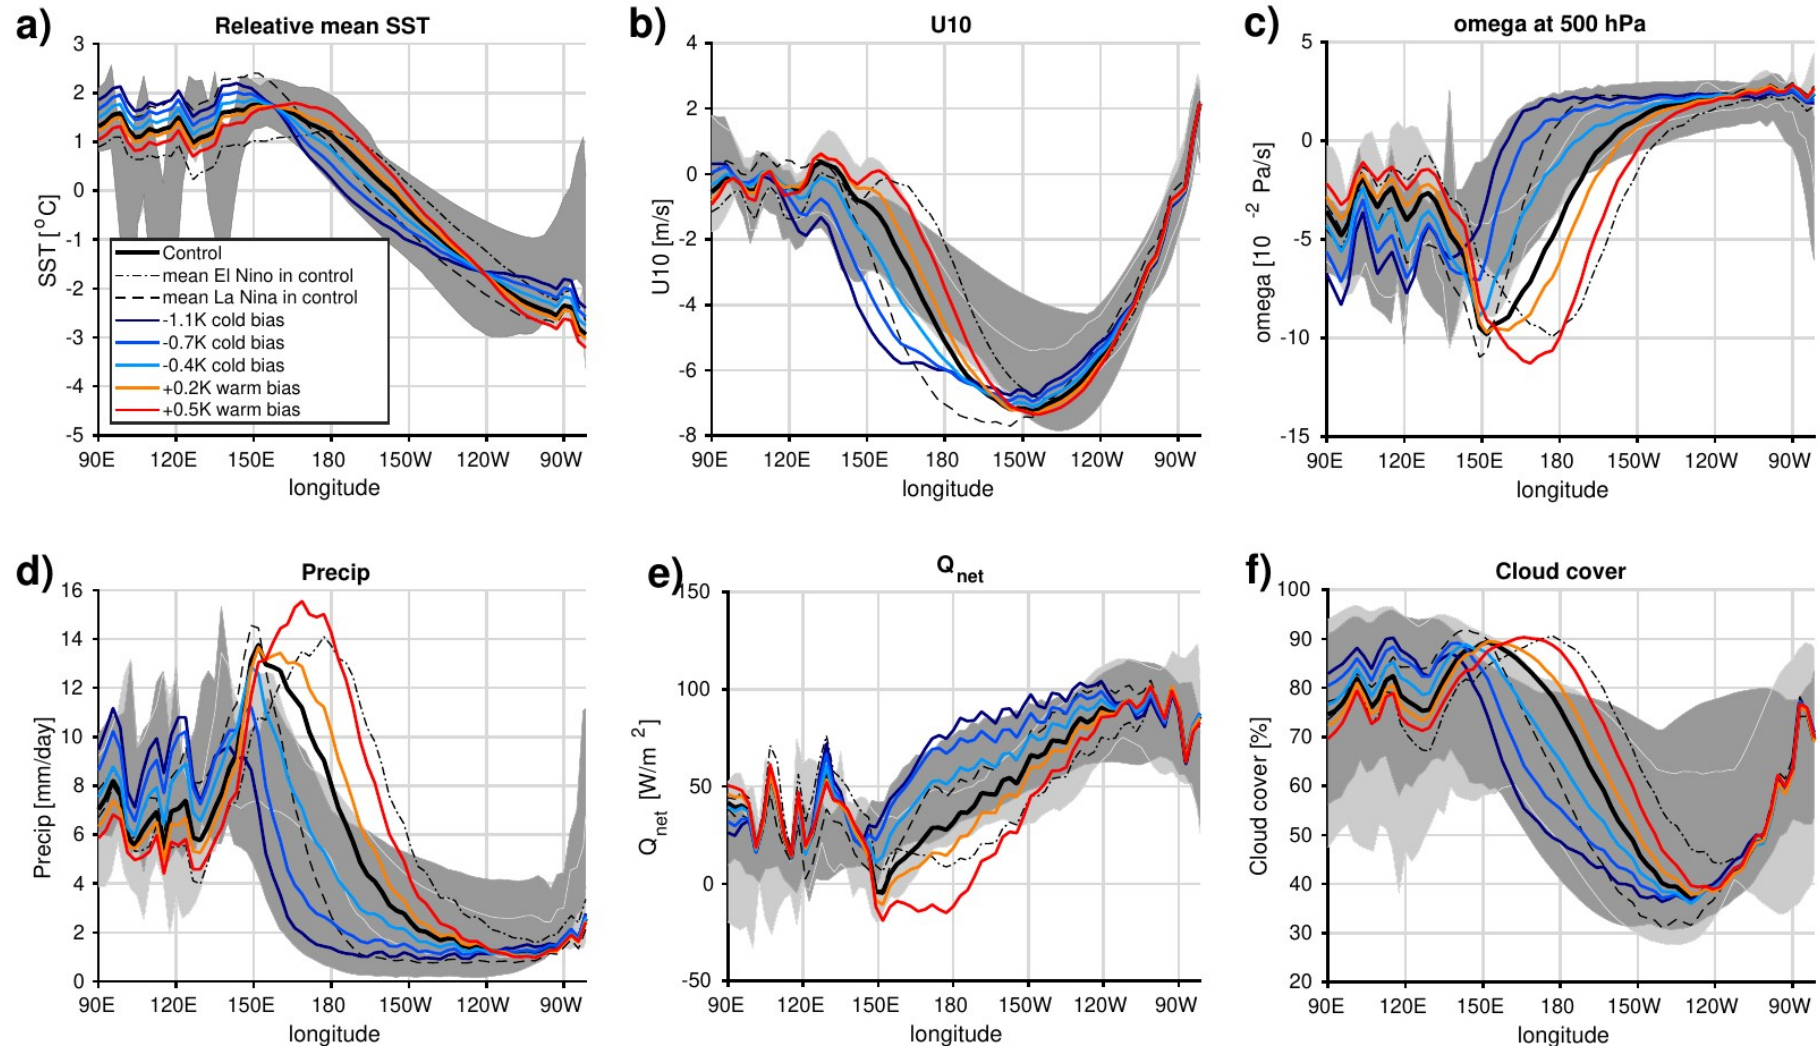 a)
Releative mean SST
3
2
1
0
-1
-2
-3
-4
-5
SST [°C]
Control
mean El Nino in control
mean La Nina in control
-1.1K cold bias
-0.7K cold bias
-0.4K cold bias
+0.2K warm bias
+0.5K warm bias
90E 120E 150E 180 150W 120W 90W
longitude
b)
U10
4
2
0
-2
-4
-6
-8
U10 [m/s]
90E 120E 150E 180 150W 120W 90W
longitude
c)
omega at 500 hPa
5
0
-5
-10
-15
omega [10 -2 Pa/s]
90E 120E 150E 180 150W 120W 90W
longitude
d)
Precip
16
14
12
10
8
6
4
2
0
Precip [mm/day]
90E 120E 150E 180 150W 120W 90W
longitude
e)
Qnet
150
100
50
0
-50
Qnet [W/m 2]
90E 120E 150E 180 150W 120W 90W
longitude
f)
Cloud cover
100
90
80
70
60
50
40
30
20
Cloud cover [%]
90E 120E 150E 180 150W 120W 90W
longitude